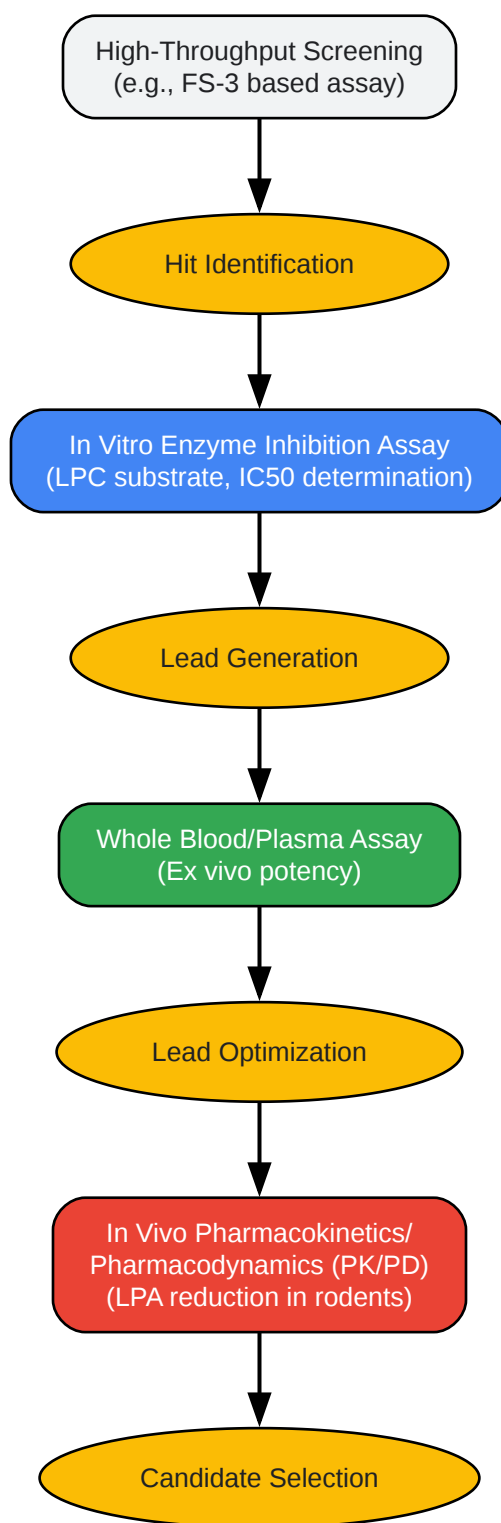 High-Throughput Screening
(e.g., FS-3 based assay)
Hit Identification
In Vitro Enzyme Inhibition Assay
(LPC substrate, IC50 determination)
Lead Generation
Whole Blood/Plasma Assay
(Ex vivo potency)
Lead Optimization
In Vivo Pharmacokinetics/
Pharmacodynamics (PK/PD)
(LPA reduction in rodents)
Candidate Selection